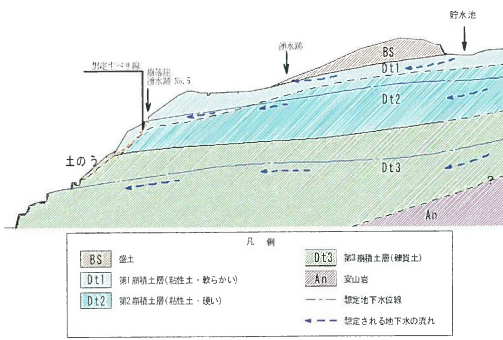 貯水池
湧水跡
BS
想定すべり線
崩落屋
湧水跡 No.6
Dt1
Dt2
土のう
Dt3
An
?
凡 例
BS 盛土
Dt1 第1崩積土層(粘性土・軟らかい)
Dt2 第2崩積土層(粘性土・硬い)
Dt3 第3崩積土層(硬質土)
An 安山岩
想定地下水位線
想定される地下水の流れ